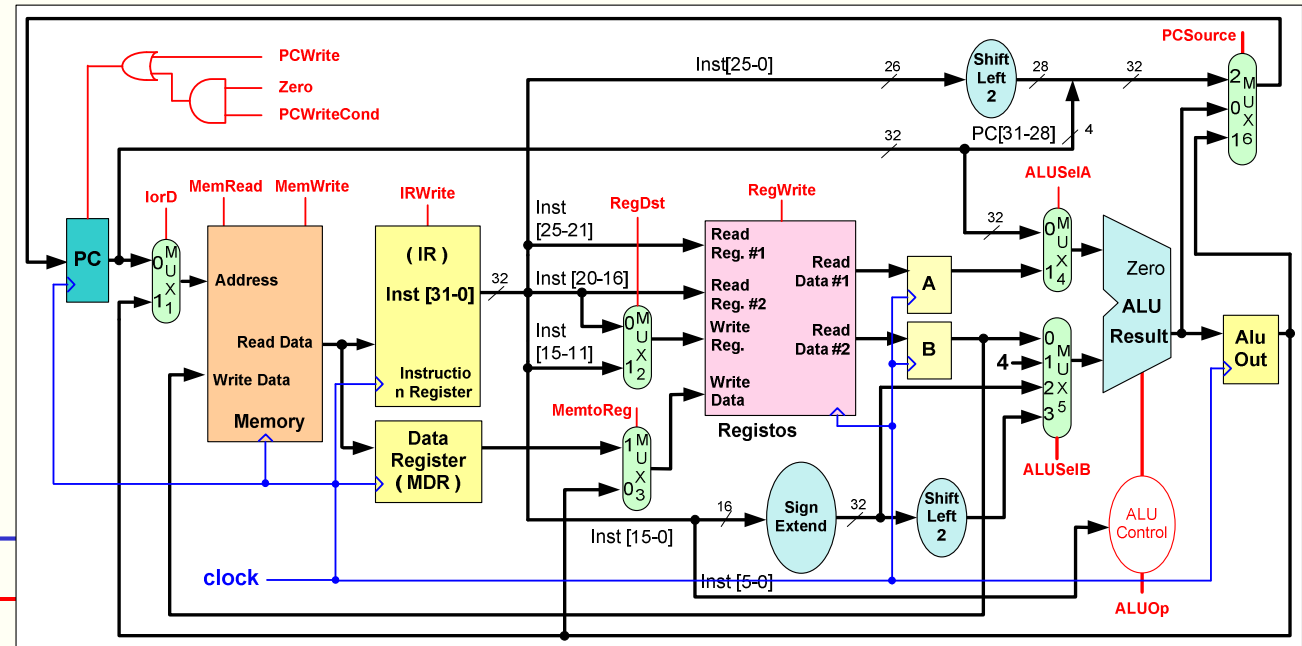 PCSource
PCWrite
Zero
PCWriteCond
Inst[25-0]
26
Shift
Left
2
28
32
2
0
1
M
U
X
6
32
PC[31-28]
4
IorD
MemRead
MemWrite
IRWrite
RegDst
RegWrite
ALUSelA
PC
0
1
M
U
X
1
Address
Read Data
Write Data
Memory
( IR )
Inst [31-0]
Instructio
n Register
32
Data
Register
( MDR )
Inst
[25-21]
Inst [20-16]
Inst
[15-11]
0
1
M
U
X
2
MemtoReg
1
0
M
U
X
3
Read
Reg. #1
Read
Reg. #2
Write
Reg.
Write
Data
Read
Data #1
Read
Data #2
Registos
A
B
32
0
1
M
U
X
4
4
0
1
2
3
M
U
X
5
ALUSelB
Zero
ALU
Result
Alu
Out
16
Inst [15-0]
Sign
Extend
32
Shift
Left
2
ALU
Control
ALUOp
clock
Inst [5-0]